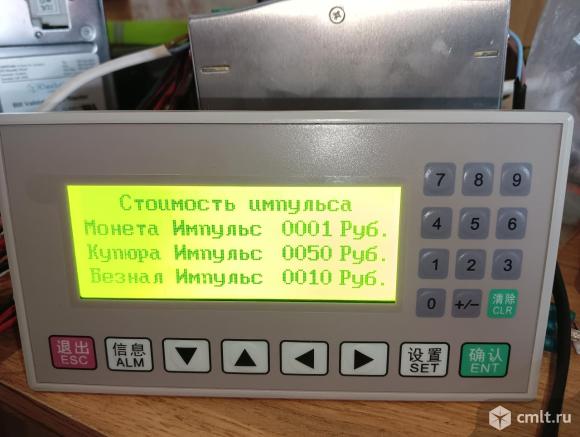 Стоимость импульса
Монета Импульс 0001 Руб.
Купюра Импульс 0050 Руб.
Безнал Импульс 0010 Руб.
7 8 9
4 5 6
1 2 3
0 +/- 清除 CLR
退出 ESC
信息 ALM
▼ ▲ ◀ ▶
设置 SET
确认 ENT
cmlt.ru